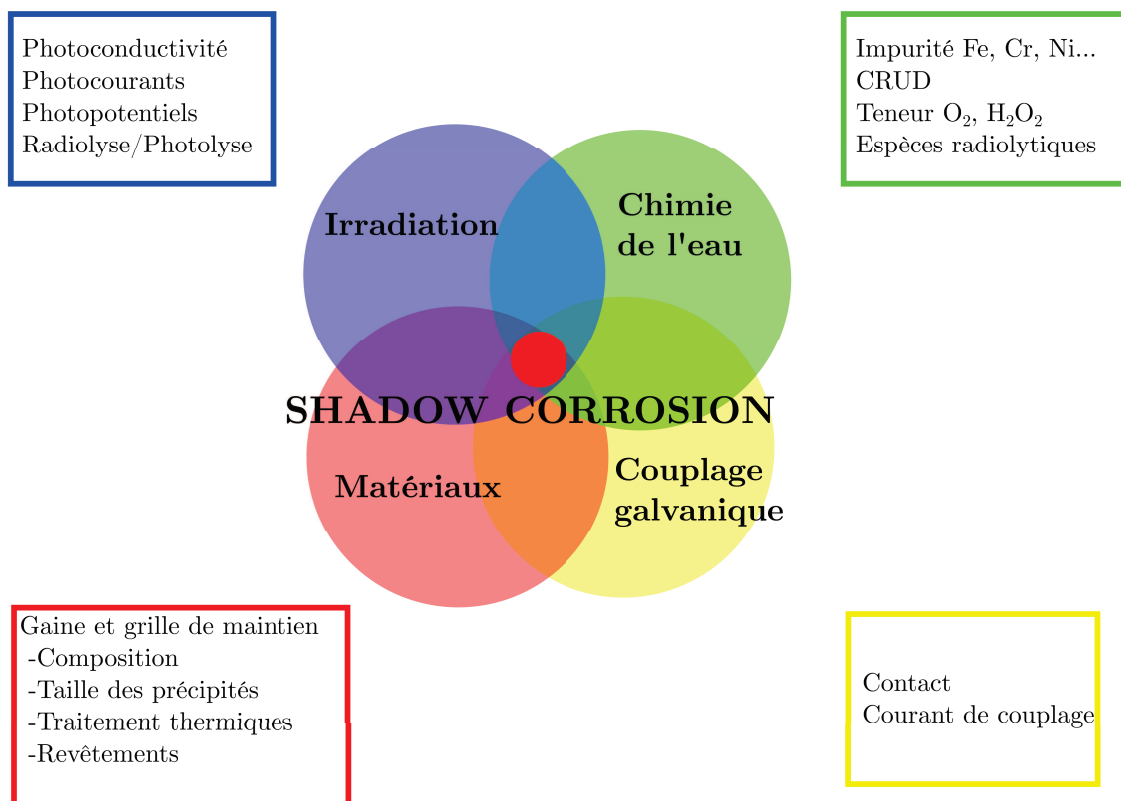 Photoconductivité
Photocourants
Photopotentiels
Radiolyse/Photolyse
Impurité Fe, Cr, Ni...
CRUD
Teneur O₂, H₂O₂
Espèces radiolytiques
Irradiation
Chimie
de l'eau
SHADOW CORROSION
Matériaux
Couplage
galvanique
Gaine et grille de maintien
-Composition
-Taille des précipités
-Traitement thermiques
-Revêtements
Contact
Courant de couplage